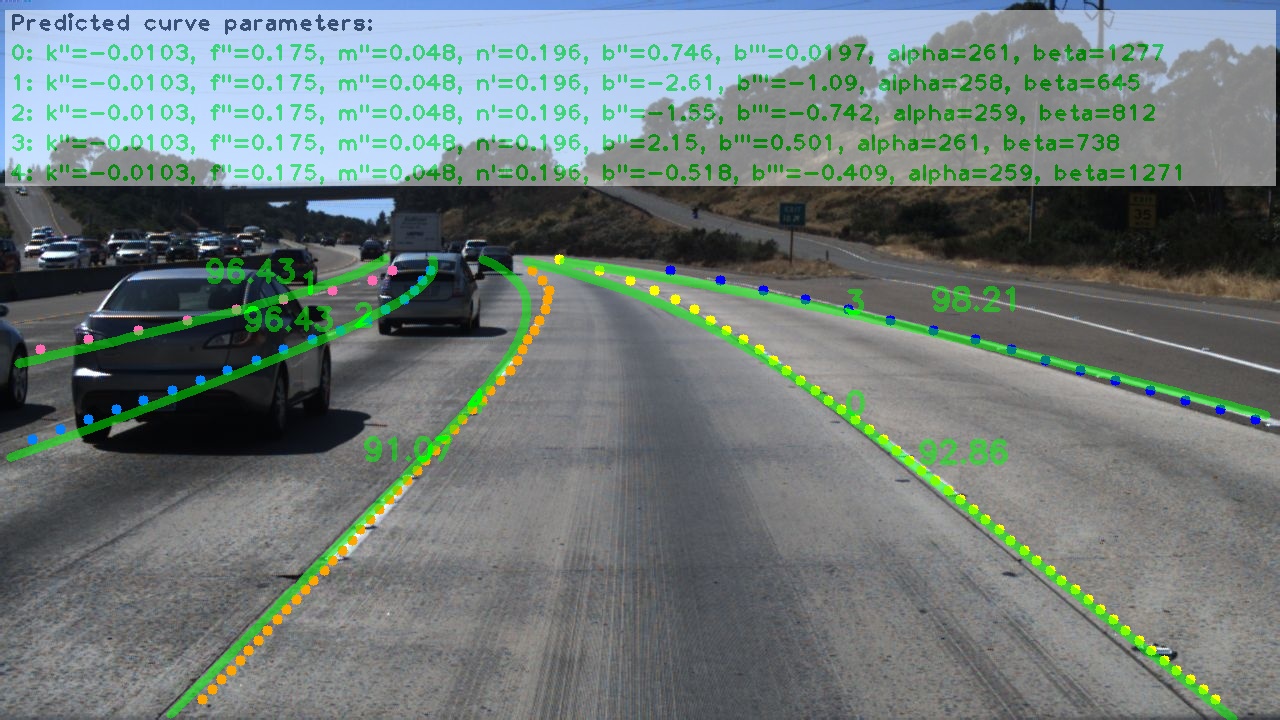 Predicted curve parameters:
0: k''=-0.0103, f''=0.175, m''=0.048, n'=0.196, b''=0.746, b'''=0.0197, alpha=261, beta=1277
1: k''=-0.0103, f''=0.175, m''=0.048, n'=0.196, b''=-2.61, b'''=-1.09, alpha=258, beta=645
2: k''=-0.0103, f''=0.175, m''=0.048, n'=0.196, b''=-1.55, b'''=-0.742, alpha=259, beta=812
3: k''=-0.0103, f''=0.175, m''=0.048, n'=0.196, b''=2.15, b'''=0.501, alpha=261, beta=738
4: k''=-0.0103, f''=0.175, m''=0.048, n'=0.196, b''=-0.518, b'''=-0.409, alpha=259, beta=1271
EXIT
EXIT
35
96.43 1
3 98.21
96.43 2
0
91.07
92.86